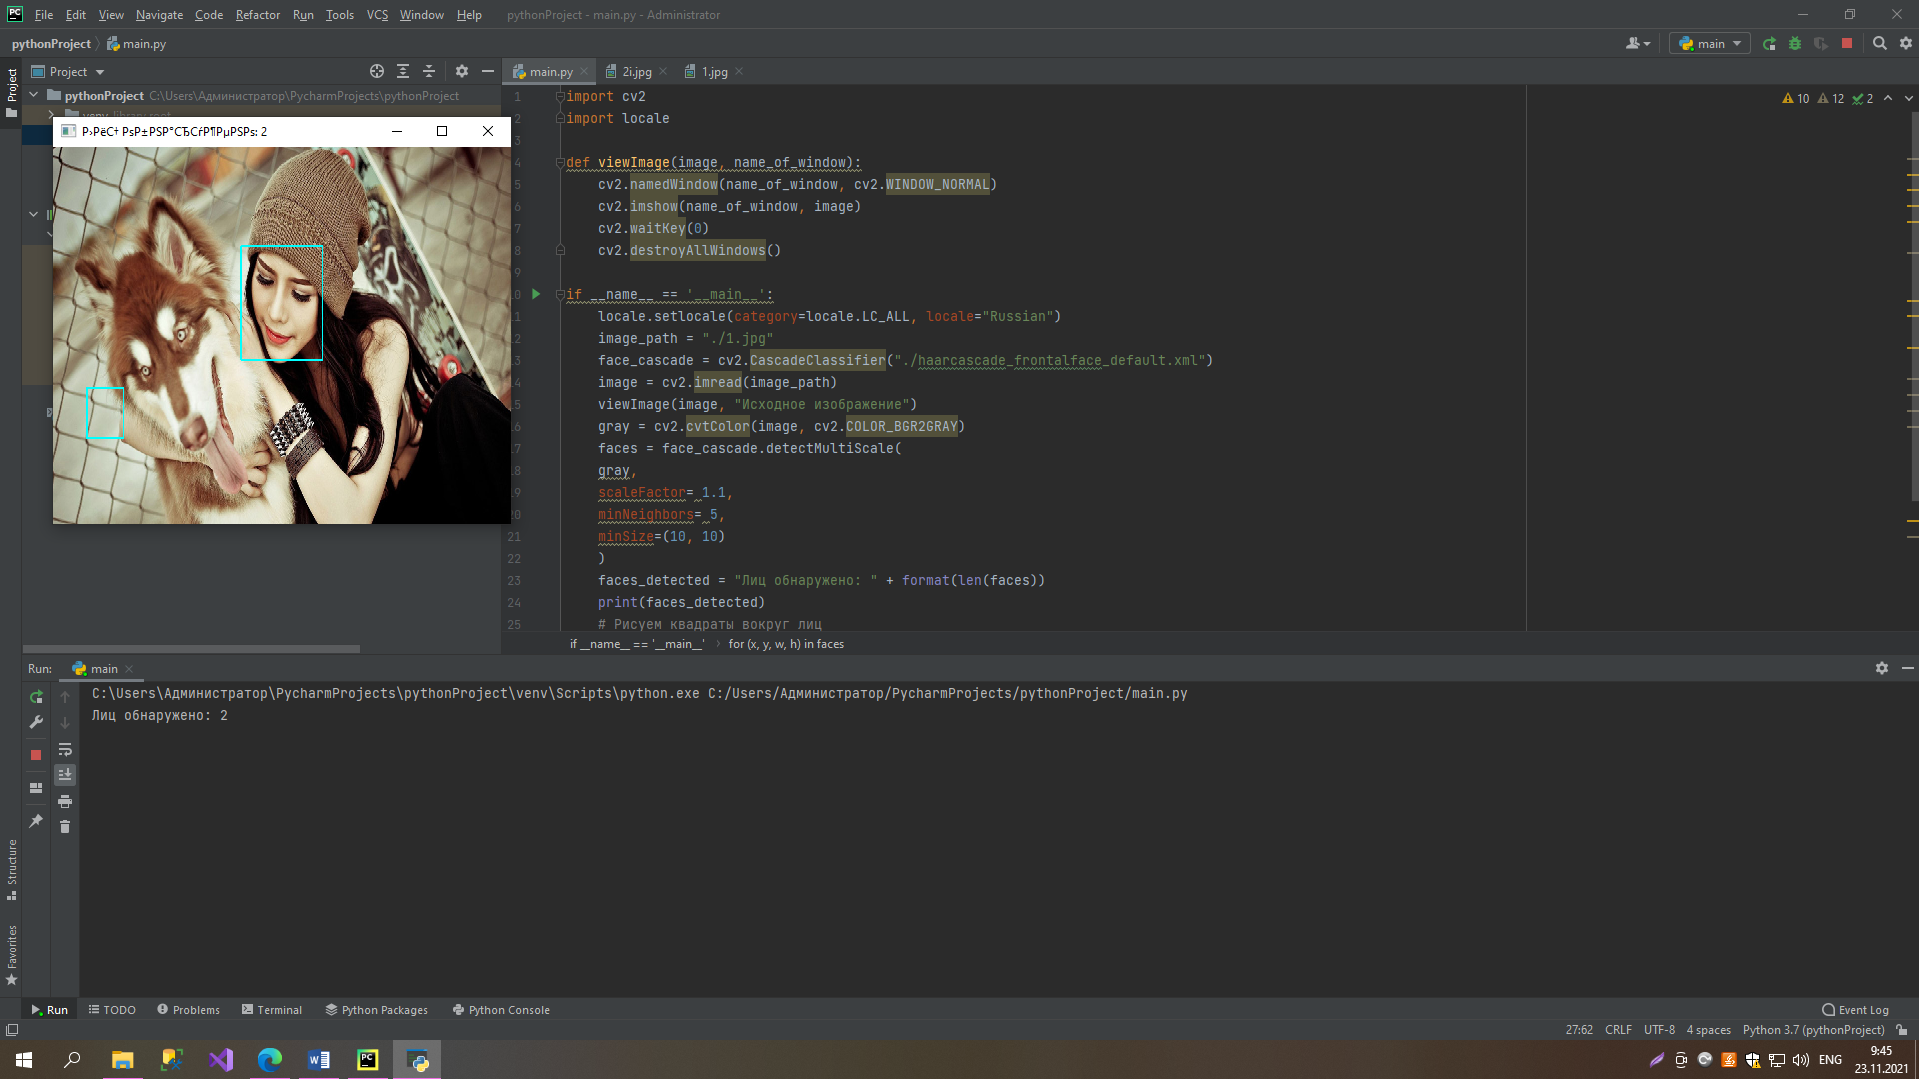 File Edit View Navigate Code Refactor Run Tools VCS Window Help pythonProject - main.py - Administrator
pythonProject main.py
main
Project
main.py 2i.jpg 1.jpg
Project
pythonProject C:\Users\Администратор\PycharmProjects\pythonProject
library root
: 2
10 12 2
1 import cv2
2 import locale
3
4 def viewImage(image, name_of_window):
5 cv2.namedWindow(name_of_window, cv2.WINDOW_NORMAL)
6 cv2.imshow(name_of_window, image)
7 cv2.waitKey(0)
8 cv2.destroyAllWindows()
9
10 if __name__ == '__main__':
11 locale.setlocale(category=locale.LC_ALL, locale="Russian")
12 image_path = "./1.jpg"
13 face_cascade = cv2.CascadeClassifier("./haarcascade_frontalface_default.xml")
14 image = cv2.imread(image_path)
15 viewImage(image, "Исходное изображение")
16 gray = cv2.cvtColor(image, cv2.COLOR_BGR2GRAY)
17 faces = face_cascade.detectMultiScale(
18 gray,
19 scaleFactor= 1.1,
20 minNeighbors= 5,
21 minSize=(10, 10)
22 )
23 faces_detected = "Лиц обнаружено: " + format(len(faces))
24 print(faces_detected)
25 # Рисуем квадраты вокруг лиц
if __name__ == '__main__' for (x, y, w, h) in faces
Run: main
C:\Users\Администратор\PycharmProjects\pythonProject\venv\Scripts\python.exe C:/Users/Администратор/PycharmProjects/pythonProject/main.py
Лиц обнаружено: 2
Structure
Favorites
Run TODO Problems Terminal Python Packages Python Console Event Log
27:62 CRLF UTF-8 4 spaces Python 3.7 (pythonProject)
ENG 9:45
23.11.2021